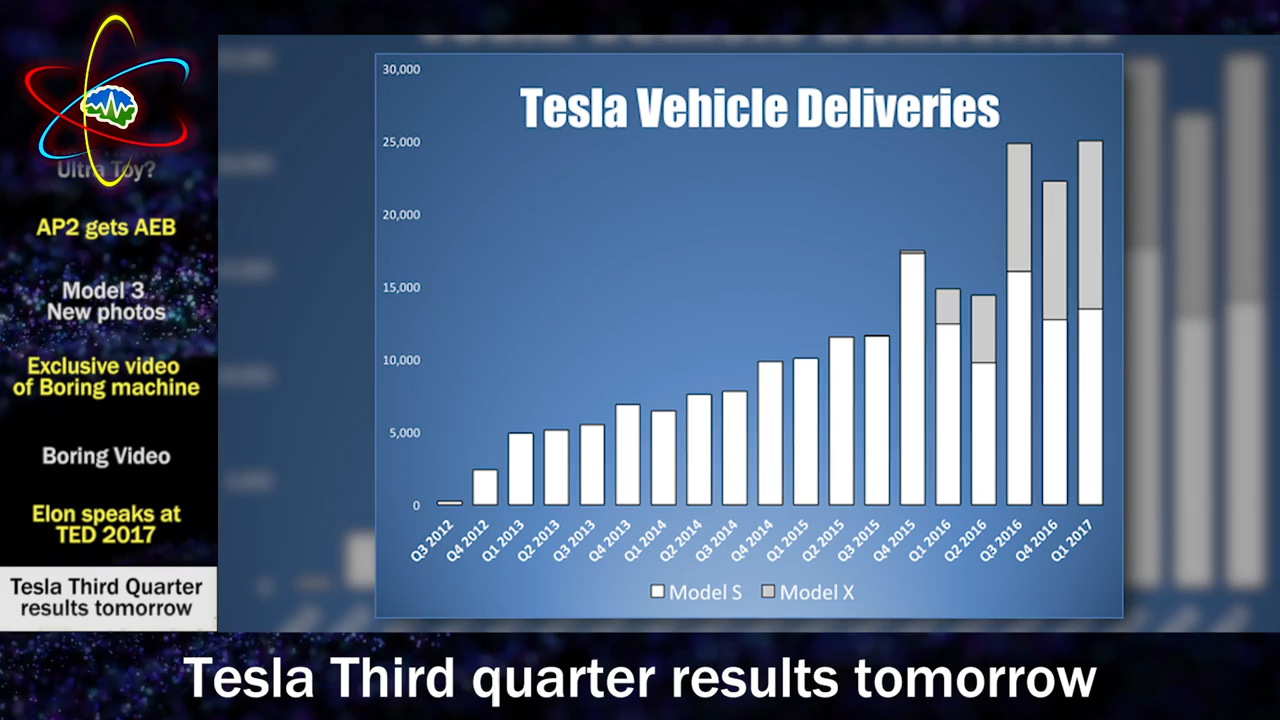 Ultra Toy?
AP2 gets AEB
Model 3
New photos
Exclusive video
of Boring machine
Boring Video
Elon speaks at
TED 2017
Tesla Third Quarter
results tomorrow
Tesla Vehicle Deliveries
30,000
25,000
20,000
15,000
10,000
5,000
0
Q3 2012
Q4 2012
Q1 2013
Q2 2013
Q3 2013
Q4 2013
Q1 2014
Q2 2014
Q3 2014
Q4 2014
Q1 2015
Q2 2015
Q3 2015
Q4 2015
Q1 2016
Q2 2016
Q3 2016
Q4 2016
Q1 2017
Model S
Model X
Tesla Third quarter results tomorrow